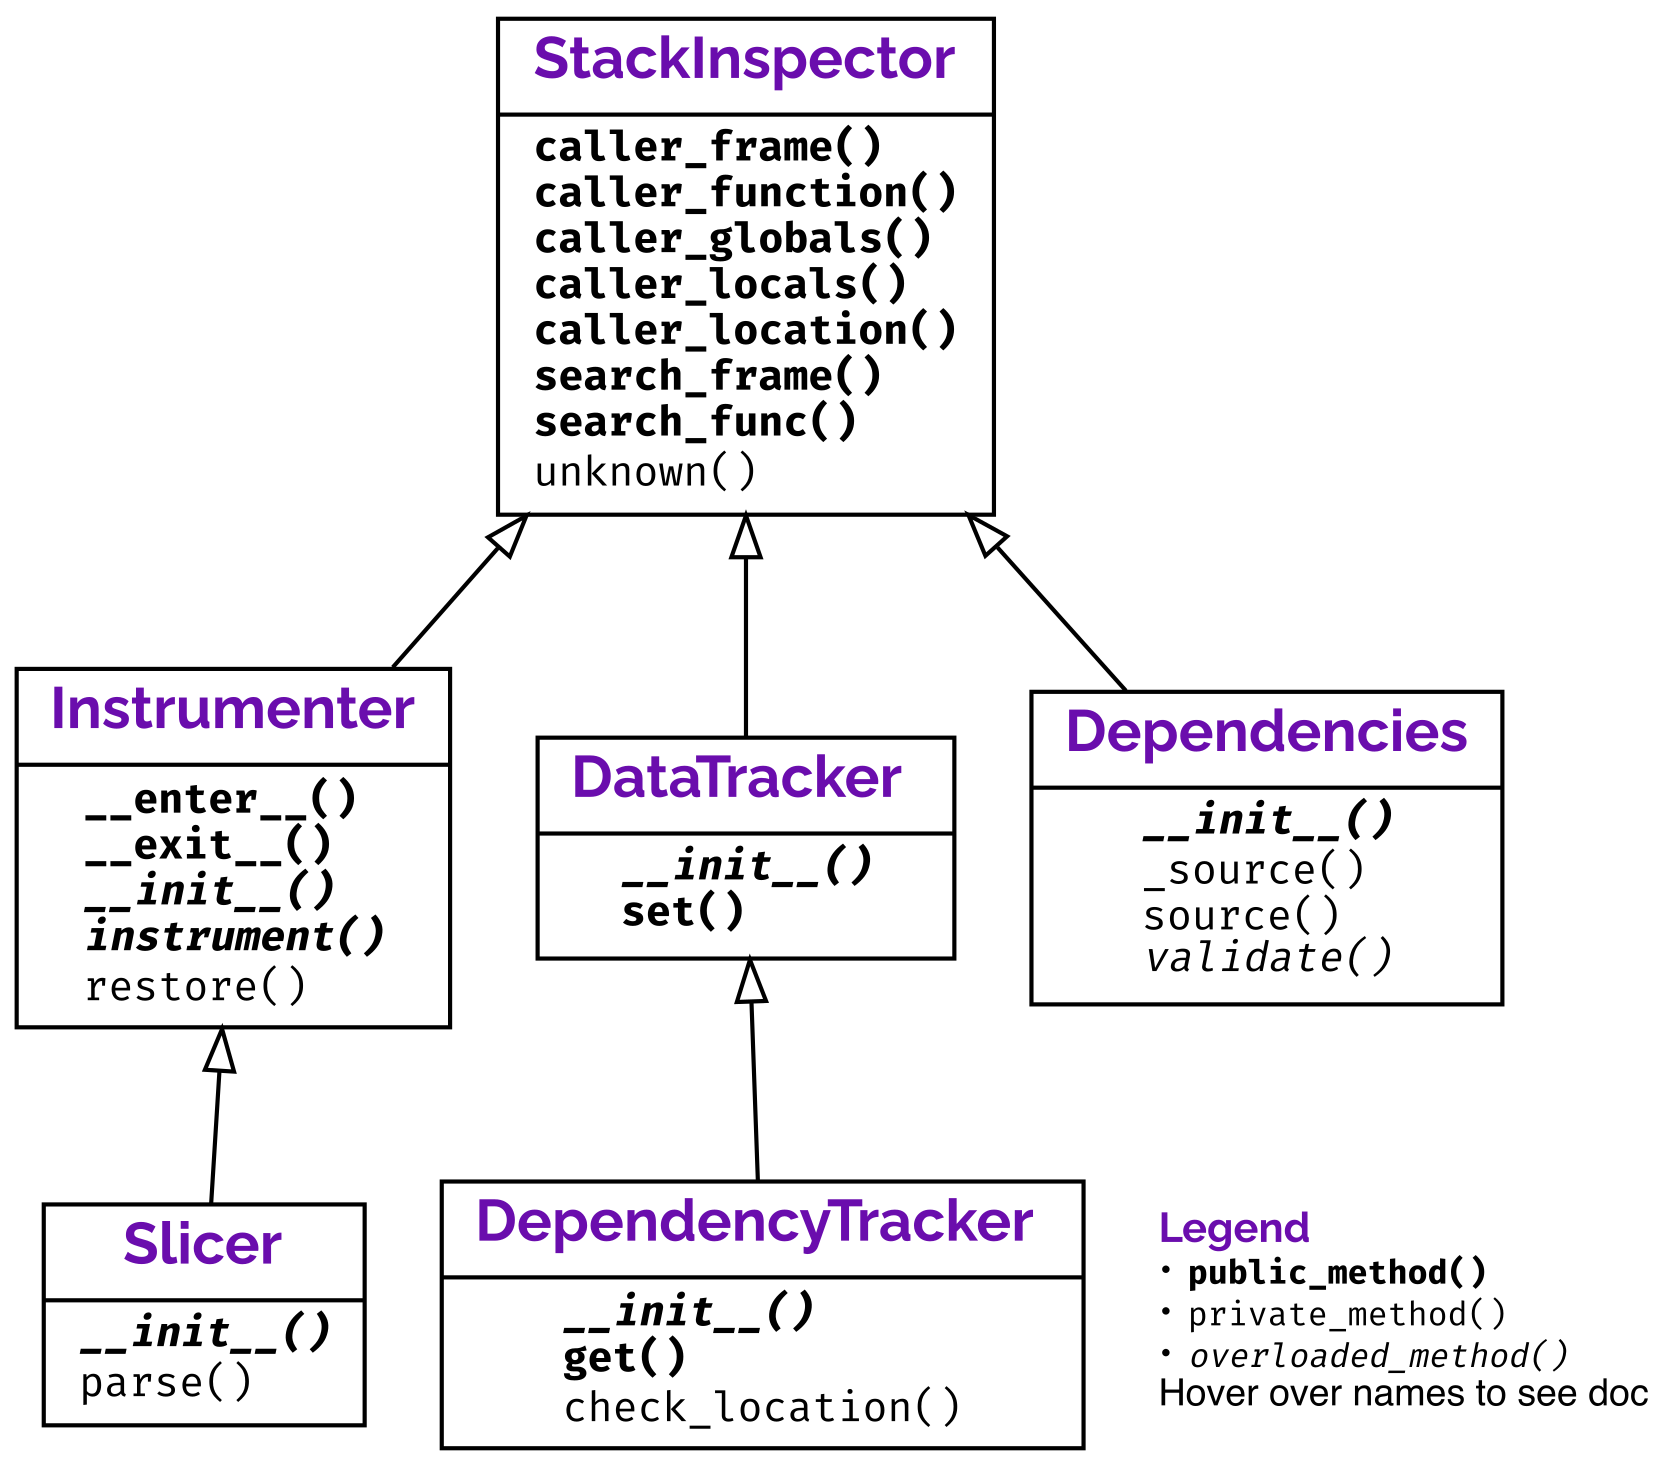 StackInspector
caller_frame()
caller_function()
caller_globals()
caller_locals()
caller_location()
search_frame()
search_func()
unknown()
Instrumenter
__enter__()
__exit__()
__init__()
instrument()
restore()
DataTracker
__init__()
set()
Dependencies
__init__()
_source()
source()
validate()
Slicer
__init__()
parse()
DependencyTracker
__init__()
get()
check_location()
Legend
• public_method()
• private_method()
• overloaded_method()
Hover over names to see doc